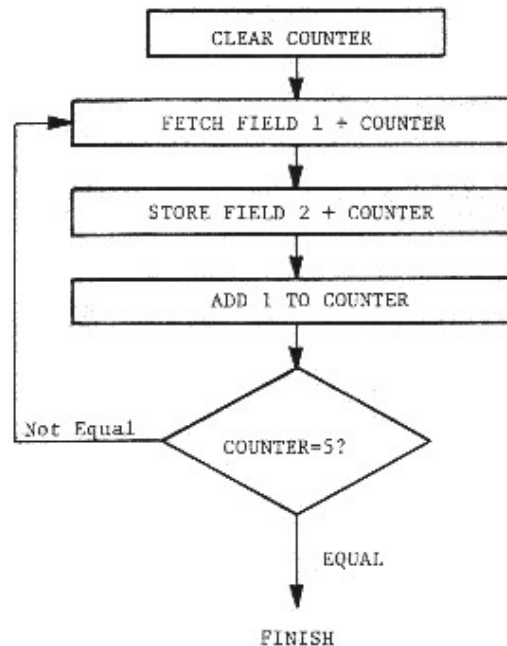 CLEAR COUNTER
FETCH FIELD 1 + COUNTER
STORE FIELD 2 + COUNTER
ADD 1 TO COUNTER
Not Equal
COUNTER=5?
EQUAL
FINISH